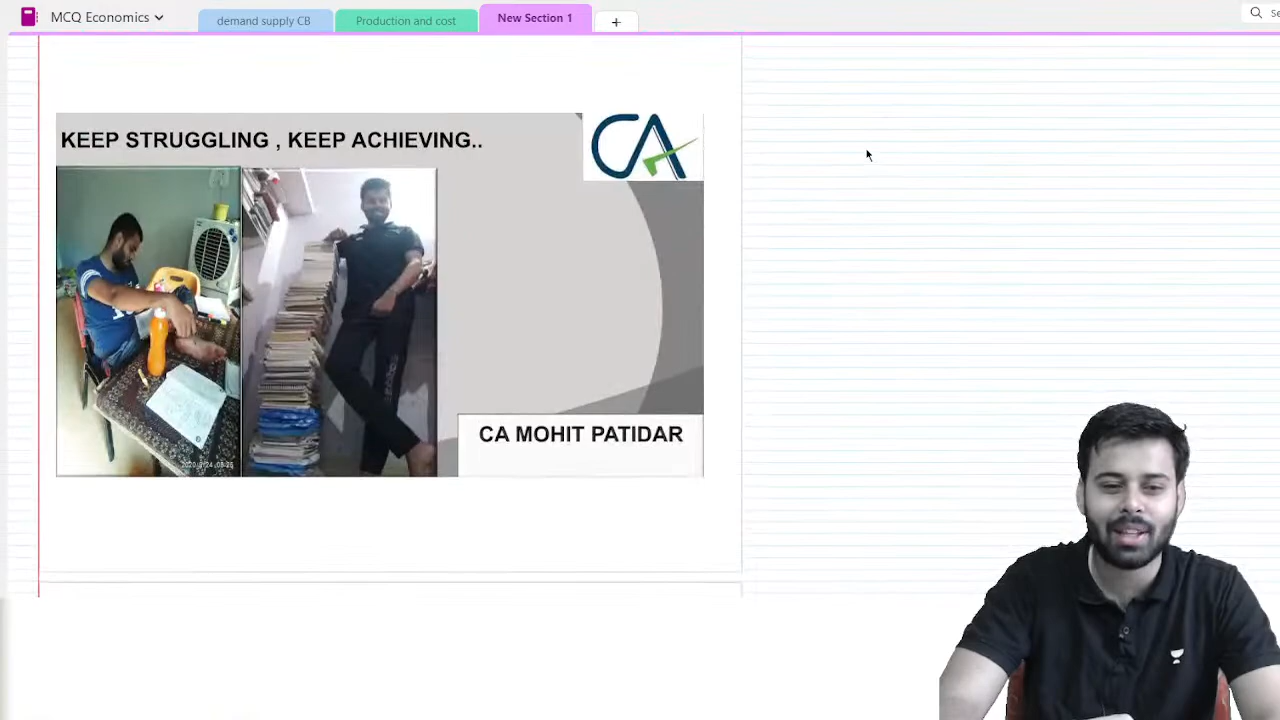 MCQ Economics
demand supply CB
Production and cost
New Section 1
KEEP STRUGGLING , KEEP ACHIEVING..
CA
CA MOHIT PATIDAR